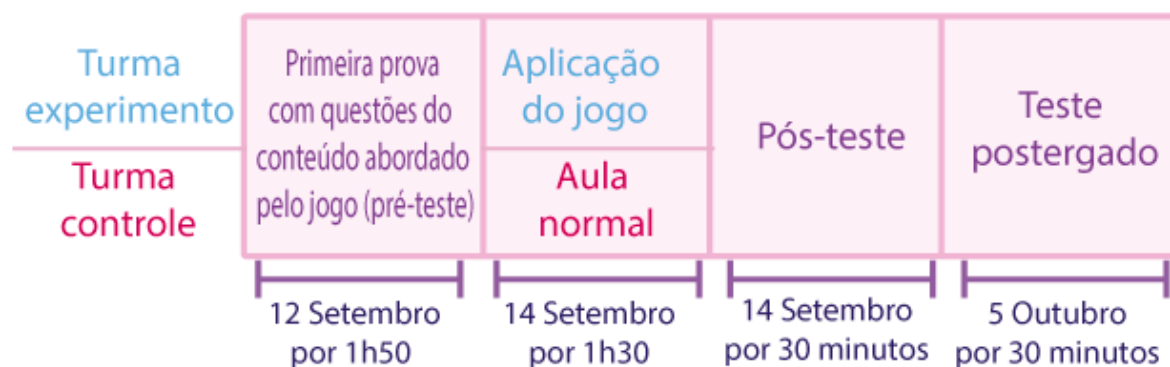 Turma
experimento
Turma
controle
Primeira prova
com questões do
conteúdo abordado
pelo jogo (pré-teste)
Aplicação
do jogo
Aula
normal
Pós-teste
Teste
postergado
12 Setembro
por 1h50
14 Setembro
por 1h30
14 Setembro
por 30 minutos
5 Outubro
por 30 minutos